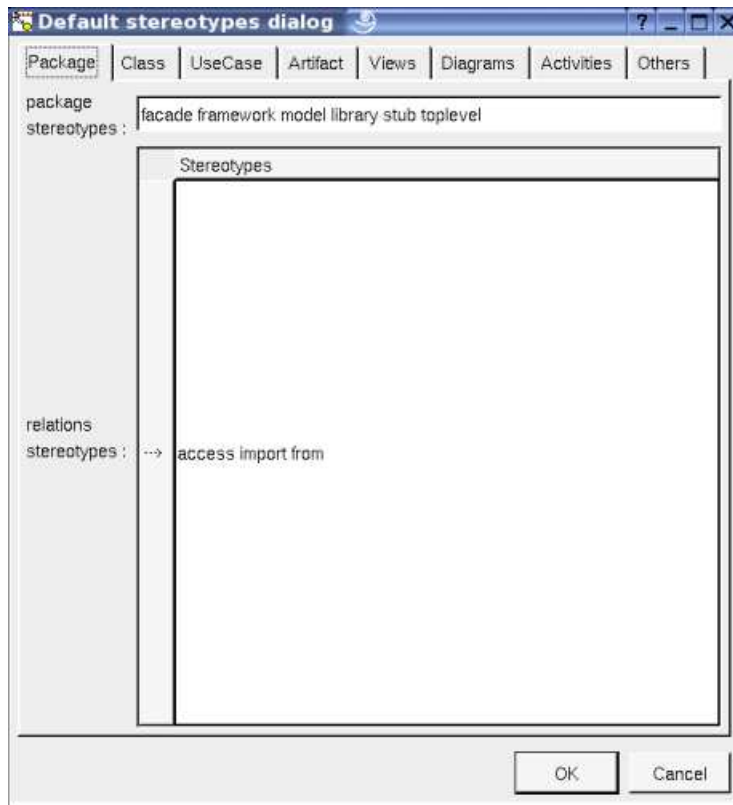 Default stereotypes dialog ? _ □ ×
Package Class UseCase Artifact Views Diagrams Activities Others
package
stereotypes :
facade framework model library stub toplevel
Stereotypes
relations
stereotypes :
--> access import from
OK Cancel